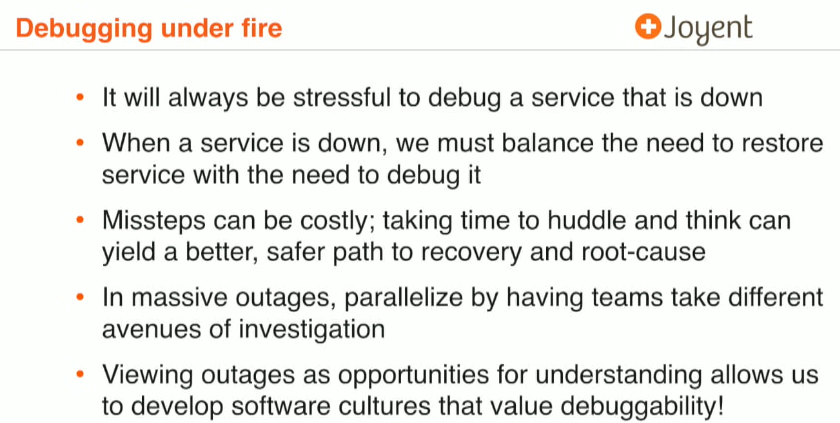 Debugging under fire
Joyent
• It will always be stressful to debug a service that is down
• When a service is down, we must balance the need to restore
service with the need to debug it
• Missteps can be costly; taking time to huddle and think can
yield a better, safer path to recovery and root-cause
• In massive outages, parallelize by having teams take different
avenues of investigation
• Viewing outages as opportunities for understanding allows us
to develop software cultures that value debuggability!